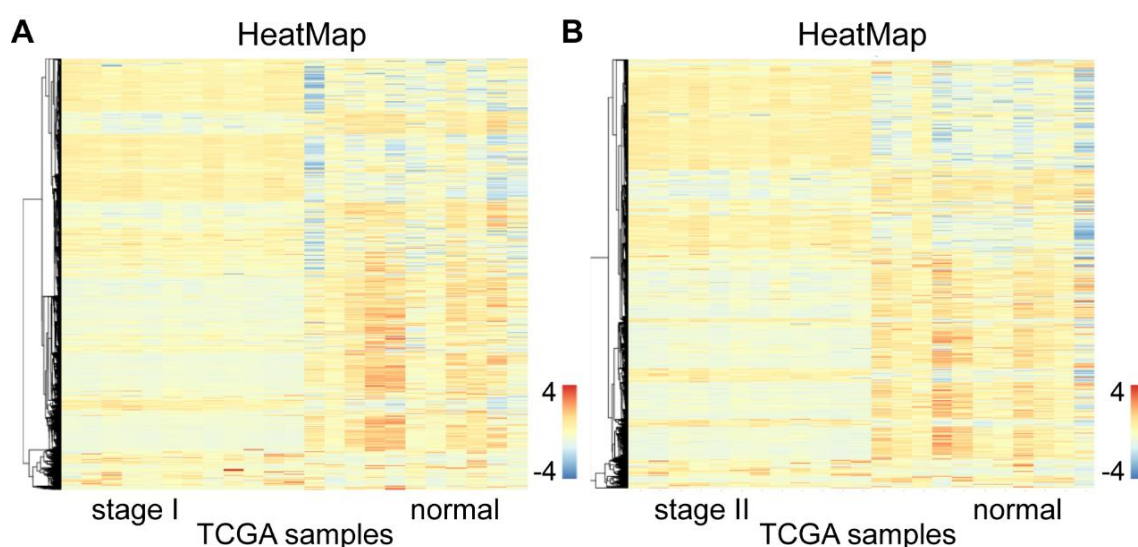 A
HeatMap
4
-4
stage I
normal
TCGA samples
B
HeatMap
4
-4
stage II
normal
TCGA samples